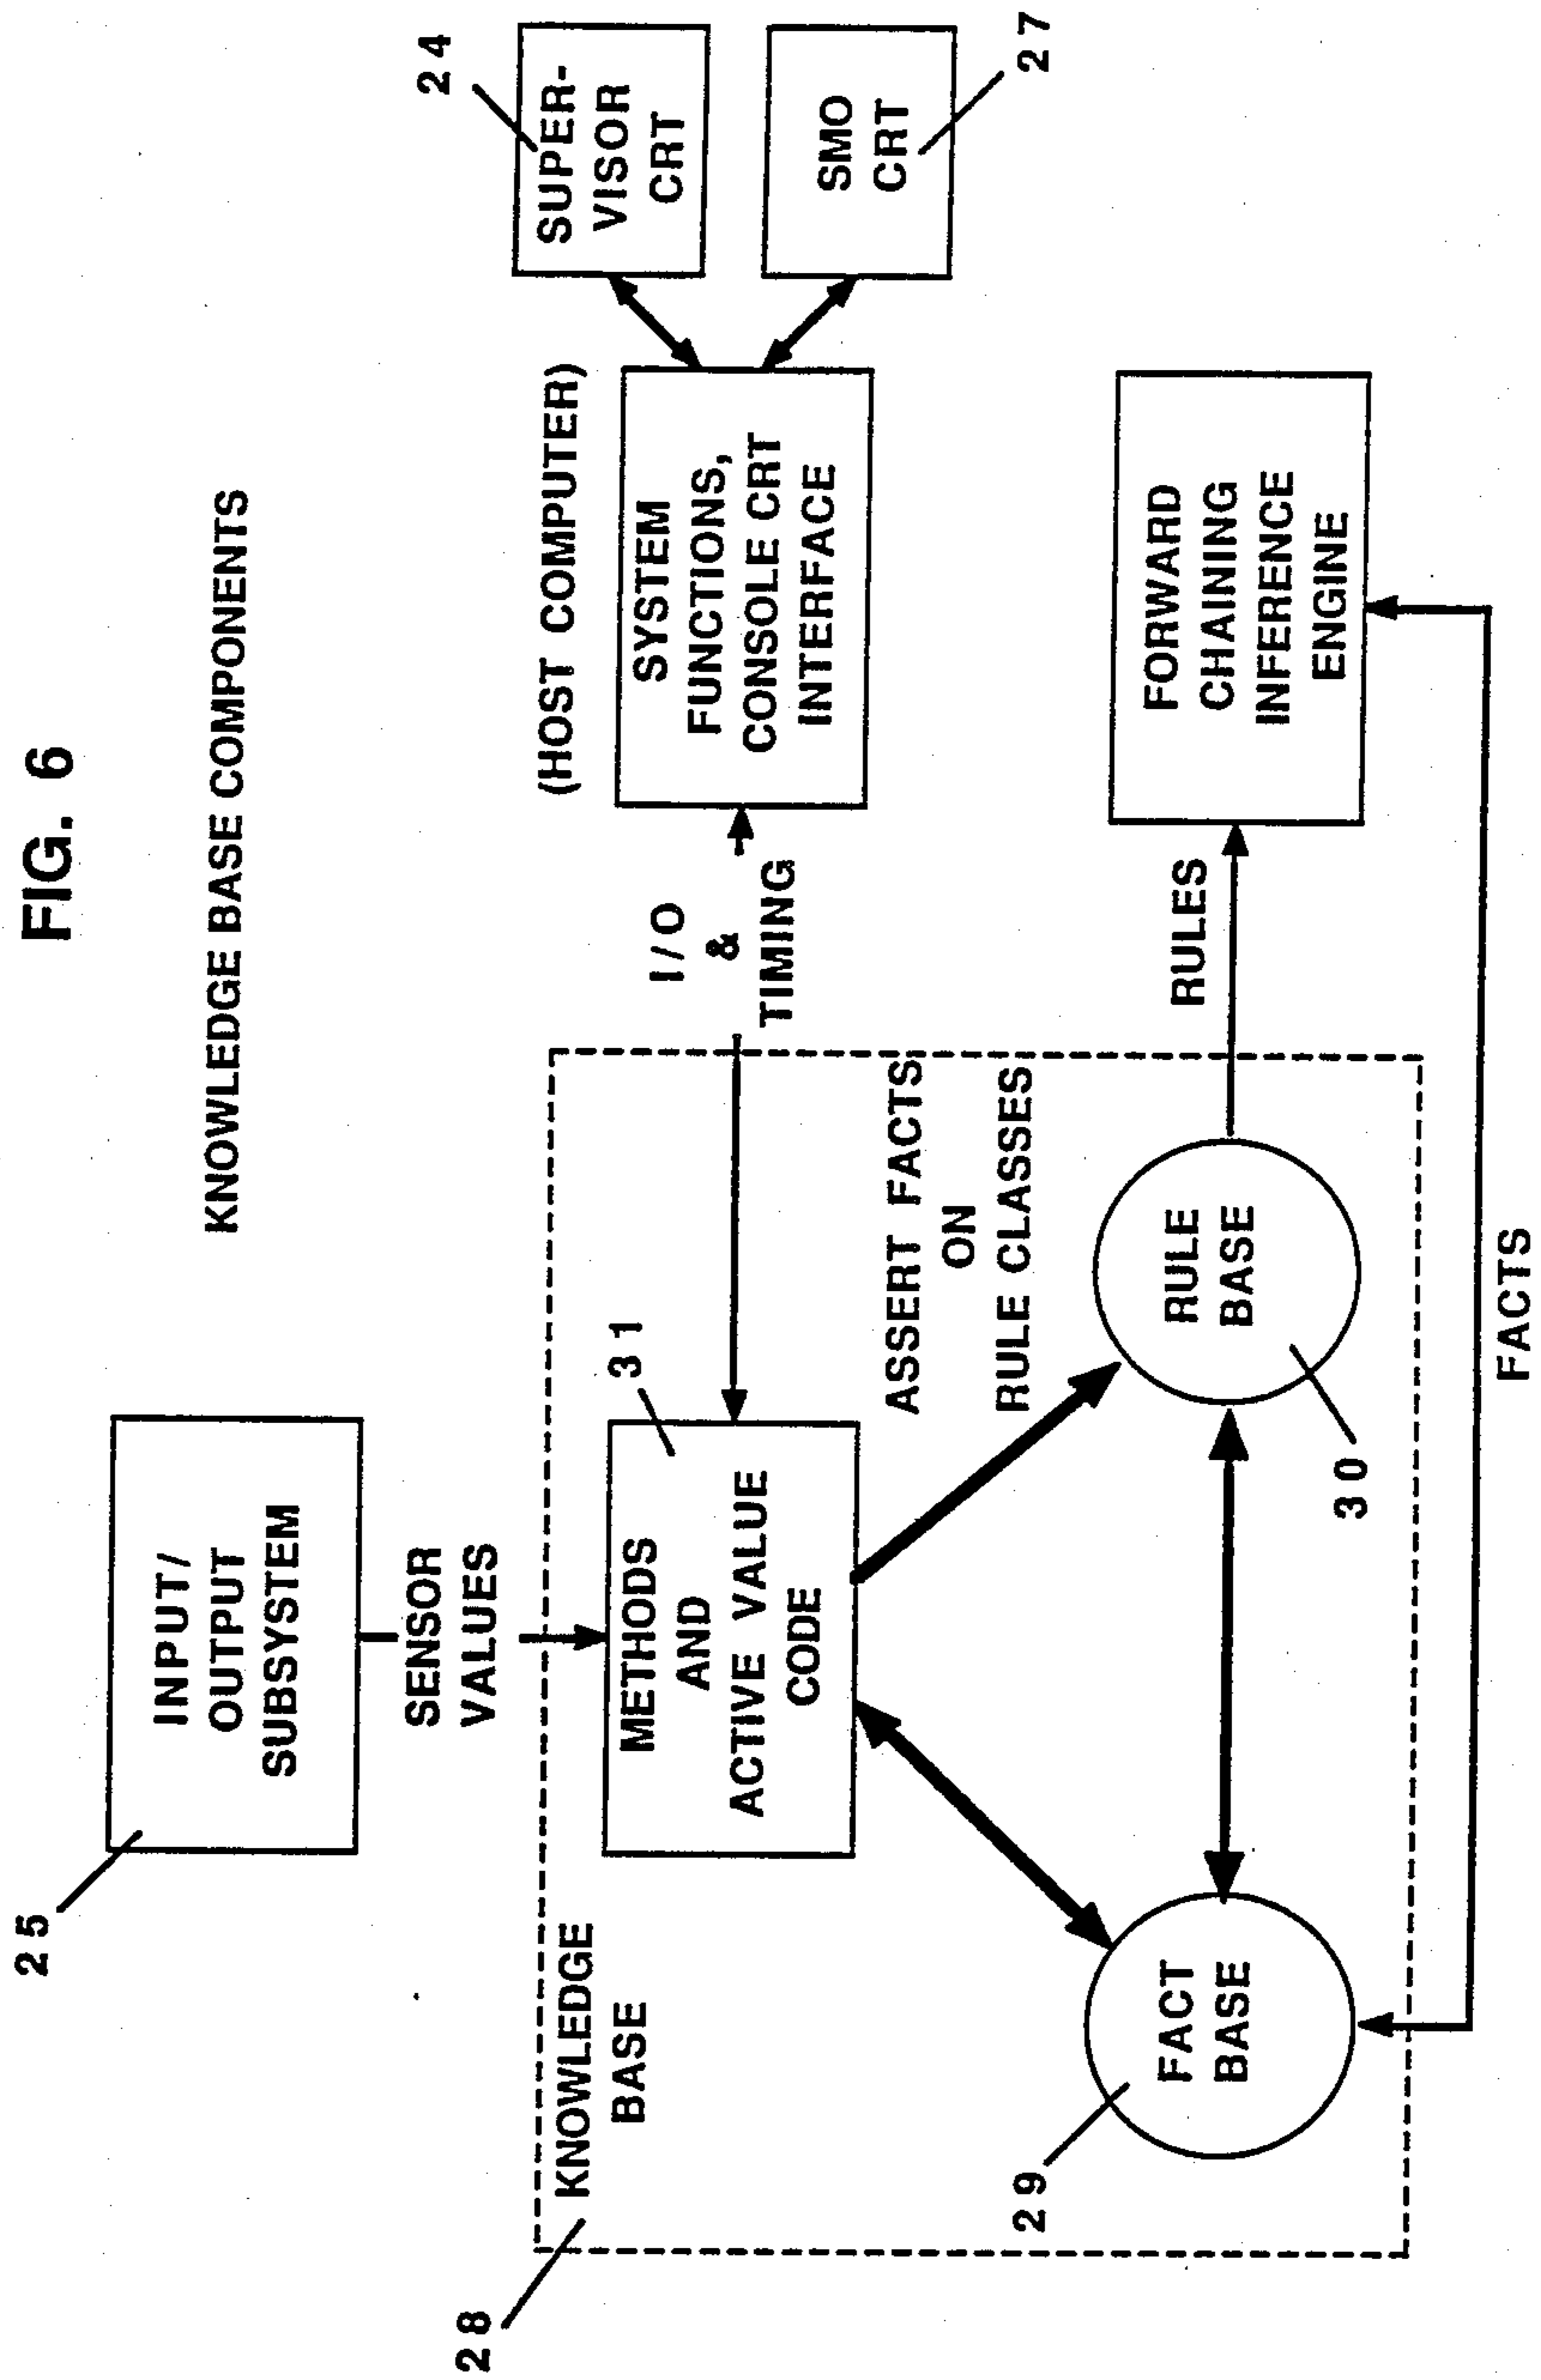 FIG. 6
KNOWLEDGE BASE COMPONENTS
25
INPUT/
OUTPUT
SUBSYSTEM
SENSOR
VALUES
28
KNOWLEDGE
BASE
31
METHODS
AND
ACTIVE VALUE
CODE
I/O
&
TIMING
(HOST COMPUTER)
SYSTEM
FUNCTIONS,
CONSOLE CRT
INTERFACE
24
SUPER-
VISOR
CRT
27
SMO
CRT
ASSERT FACTS
ON
RULE CLASSES
29
FACT
BASE
30
RULE
BASE
RULES
FORWARD
CHAINING
INFERENCE
ENGINE
FACTS